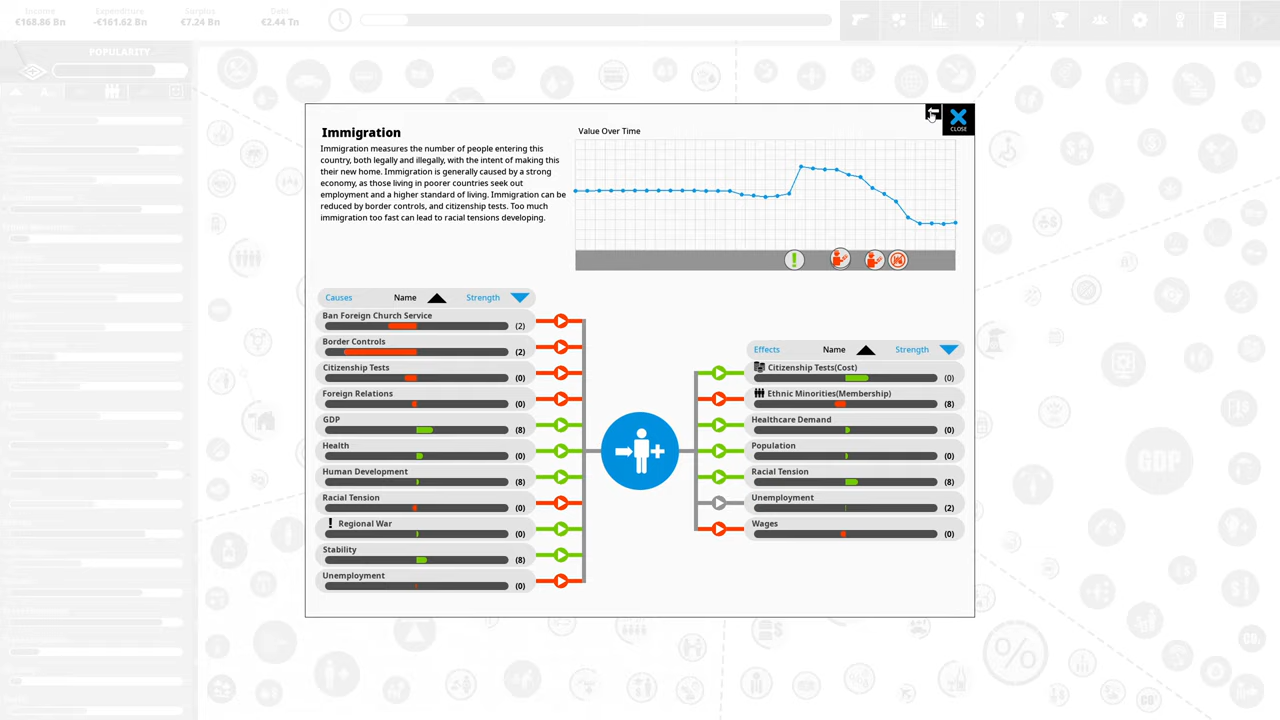 Income
Expenditure
Surplus
Debt
€168.86 Bn
-€161.62 Bn
€7.24 Bn
€2.44 Tn
POPULARITY
CLOSE
Immigration
Immigration measures the number of people entering this
country, both legally and illegally, with the intent of making this
their new home. Immigration is generally caused by a strong
economy, as those living in poorer countries seek out
employment and a higher standard of living. Immigration can be
reduced by border controls, and citizenship tests. Too much
immigration too fast can lead to racial tensions developing.
Value Over Time
Causes Name Strength
Ban Foreign Church Service
(2)
Border Controls
(2)
Citizenship Tests
(0)
Foreign Relations
(0)
GDP
(8)
Health
(0)
Human Development
(8)
Racial Tension
(0)
Regional War
(0)
Stability
(8)
Unemployment
(0)
Effects Name Strength
Citizenship Tests(Cost)
(0)
Ethnic Minorities(Membership)
(8)
Healthcare Demand
(0)
Population
(0)
Racial Tension
(8)
Unemployment
(2)
Wages
(0)
GDP